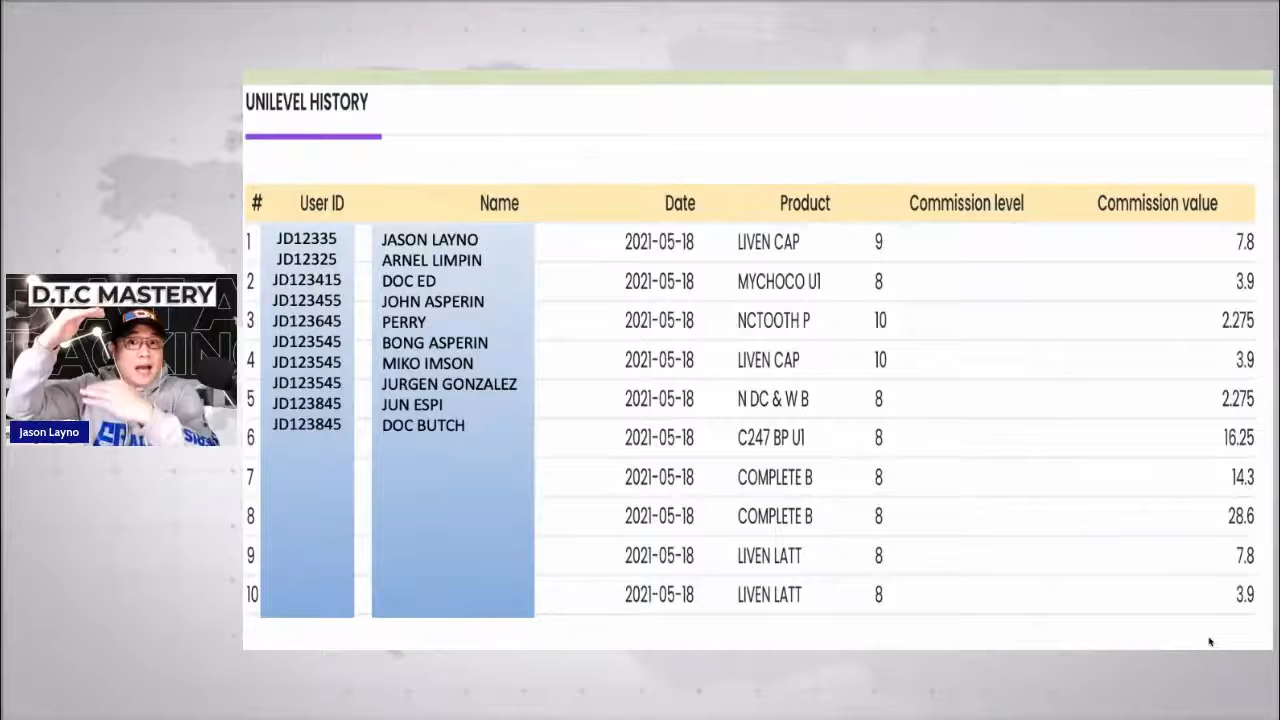 UNILEVEL HISTORY
# User ID Name Date Product Commission level Commission value
1 JD12335 JASON LAYNO 2021-05-18 LIVEN CAP 9 7.8
JD12325 ARNEL LIMPIN
2 JD123415 DOC ED 2021-05-18 MYCHOCO U1 8 3.9
JD123455 JOHN ASPERIN
3 JD123645 PERRY 2021-05-18 NCTOOTH P 10 2.275
JD123545 BONG ASPERIN
4 JD123545 MIKO IMSON 2021-05-18 LIVEN CAP 10 3.9
JD123545 JURGEN GONZALEZ
5 JD123845 JUN ESPI 2021-05-18 N DC & W B 8 2.275
JD123845 DOC BUTCH
6 2021-05-18 C247 BP U1 8 16.25
7 2021-05-18 COMPLETE B 8 14.3
8 2021-05-18 COMPLETE B 8 28.6
9 2021-05-18 LIVEN LATT 8 7.8
10 2021-05-18 LIVEN LATT 8 3.9
D.T.C MASTERY
Jason Layno